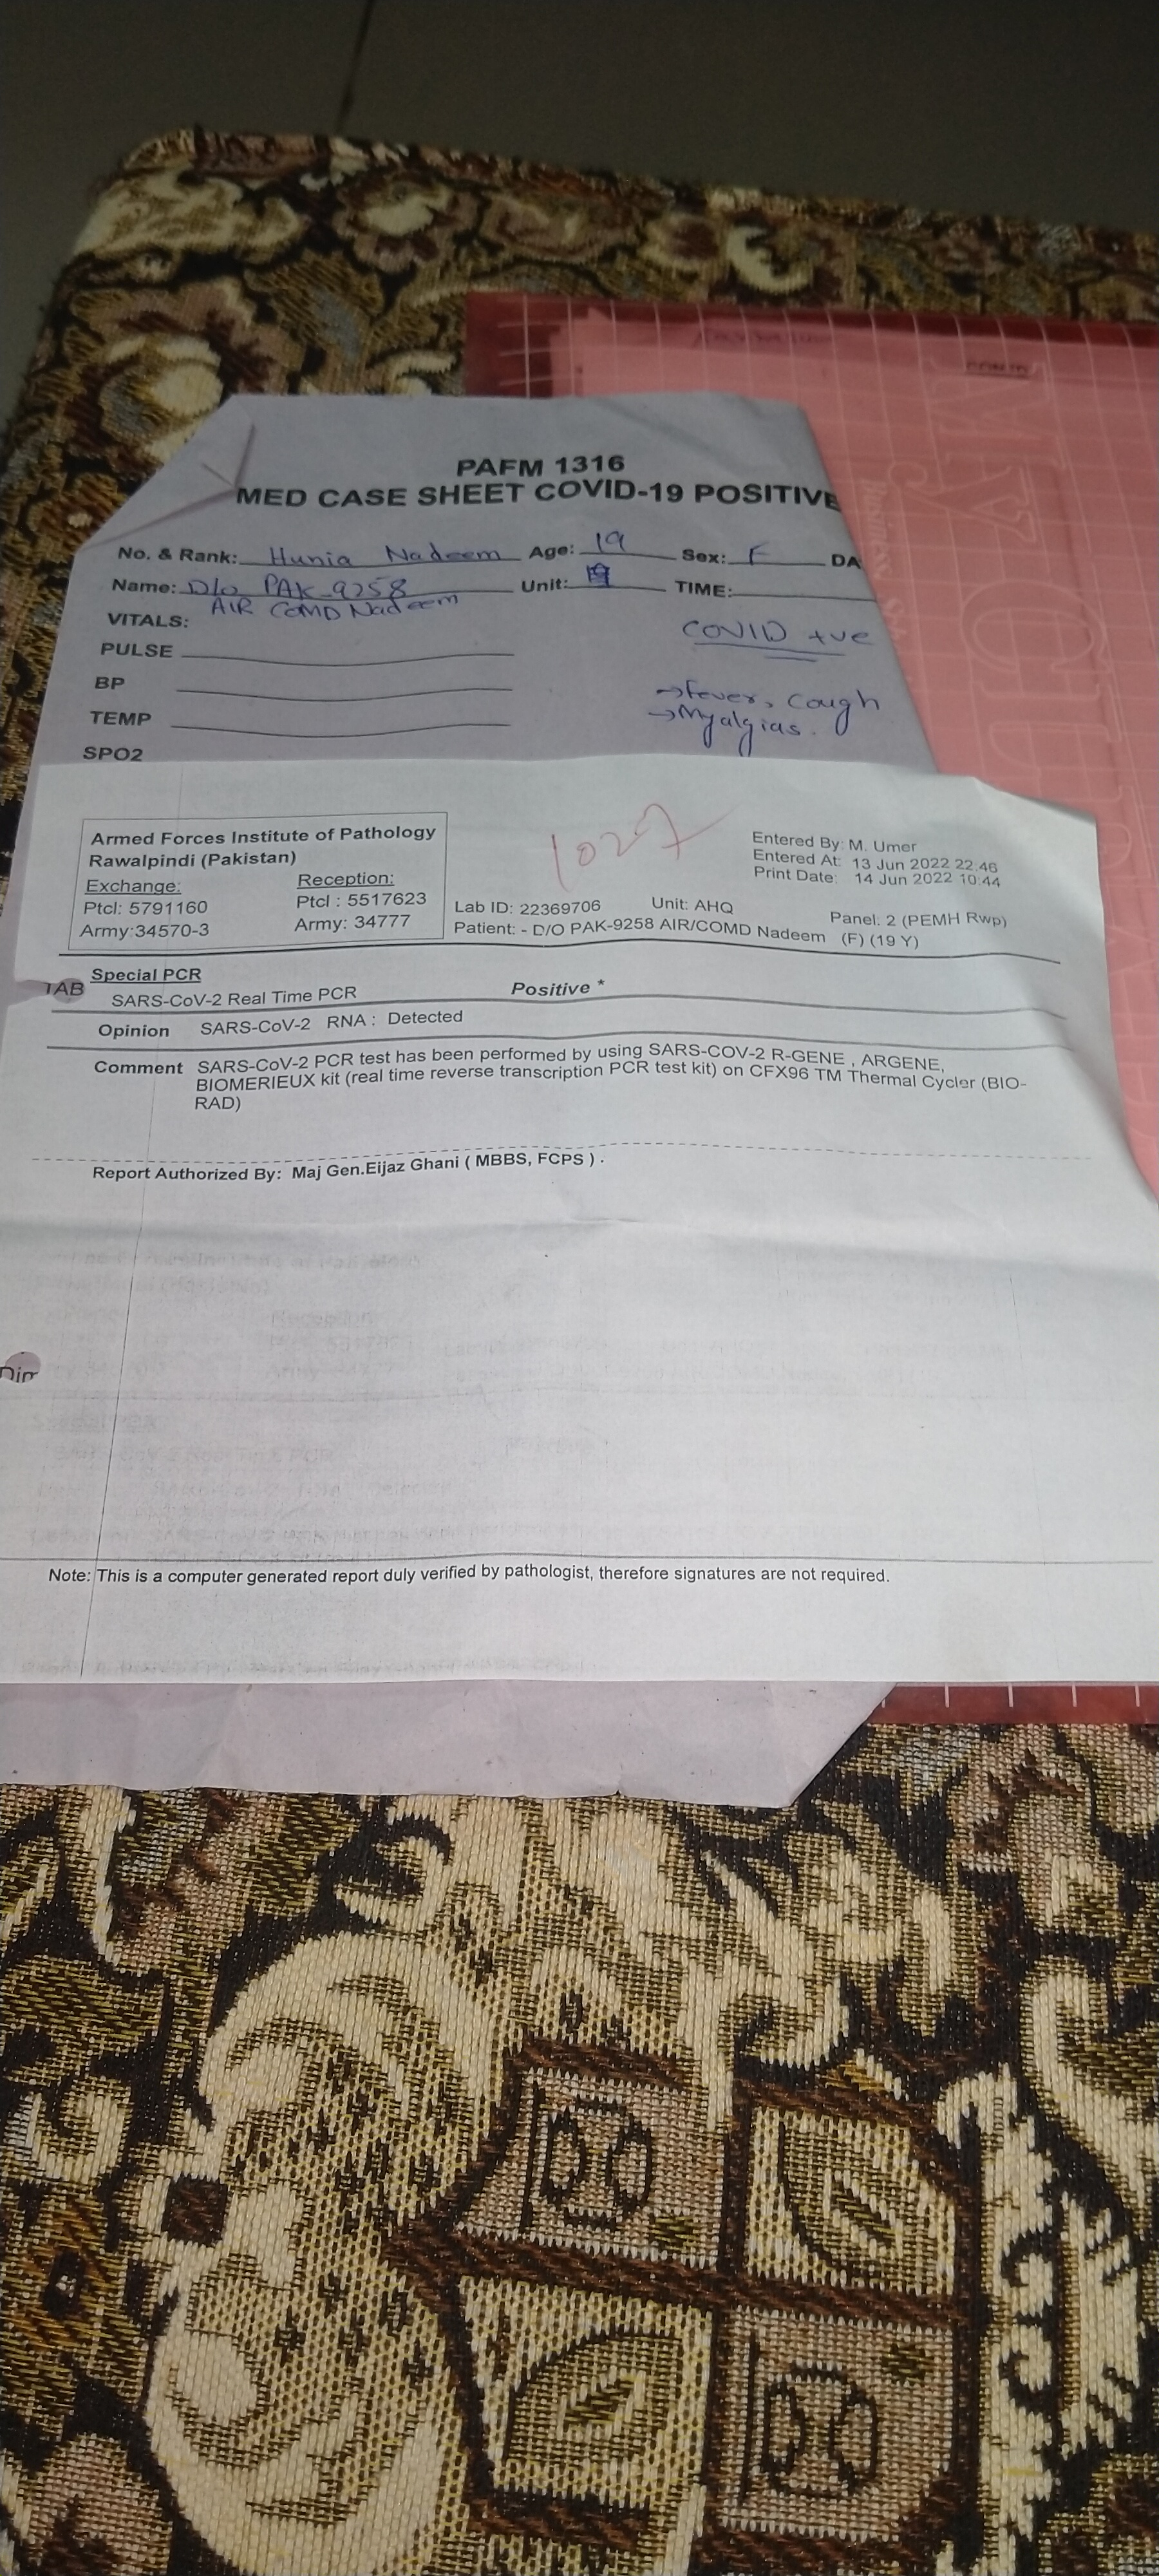 PAFM 1316
MED CASE SHEET COVID-19 POSITIVE
No. & Rank: Hunia Nadeem Age: 19 Sex: F DA
Name: D/o PAK-9258 Unit: TIME:
AIR COMD Nadeem
VITALS:
COVID +ve
PULSE
BP
→Fever, Cough
TEMP
→Myalgias.
SPO2
Armed Forces Institute of Pathology
Rawalpindi (Pakistan)
Exchange: Reception:
Ptcl: 5791160 Ptcl : 5517623
Army:34570-3 Army: 34777
1027
Entered By: M. Umer
Entered At: 13 Jun 2022 22:46
Print Date: 14 Jun 2022 10:44
Lab ID: 22369706 Unit: AHQ Panel: 2 (PEMH Rwp)
Patient: - D/O PAK-9258 AIR/COMD Nadeem (F) (19 Y)
Special PCR
TAB
SARS-CoV-2 Real Time PCR Positive *
Opinion SARS-CoV-2 RNA : Detected
Comment SARS-CoV-2 PCR test has been performed by using SARS-COV-2 R-GENE , ARGENE,
BIOMERIEUX kit (real time reverse transcription PCR test kit) on CFX96 TM Thermal Cycler (BIO-
RAD)
Report Authorized By: Maj Gen.Eijaz Ghani ( MBBS, FCPS ) .
Note: This is a computer generated report duly verified by pathologist, therefore signatures are not required.